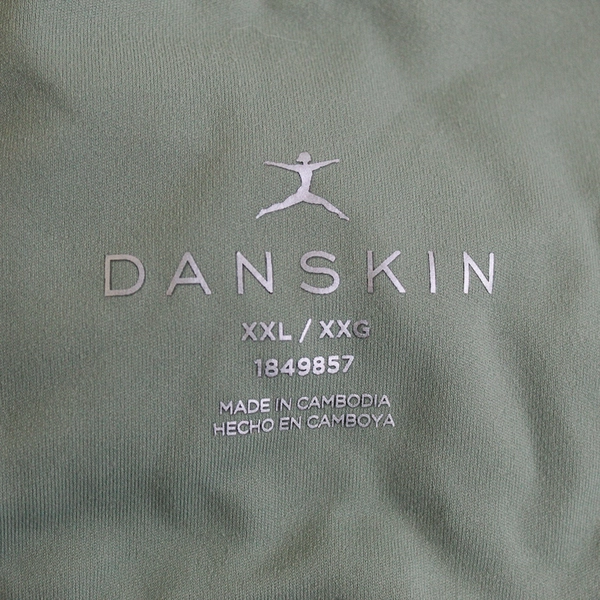 DANSKIN
XXL / XXG
1849857
MADE IN CAMBODIA
HECHO EN CAMBOYA